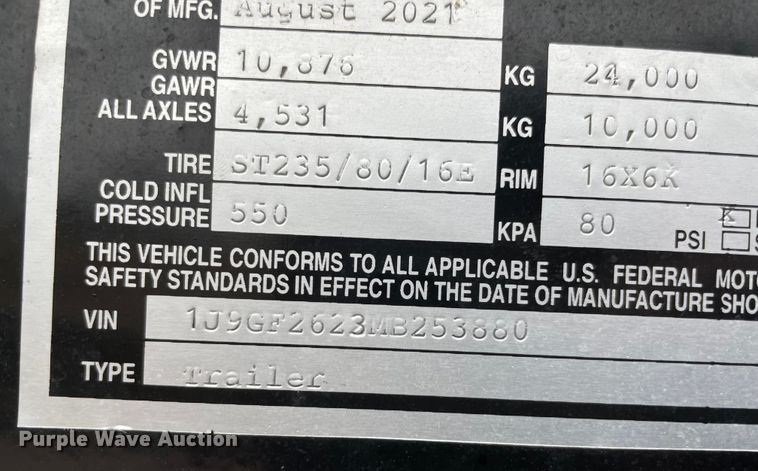 OF MFG. August 2021
GVWR 10,876 KG 24,000
GAWR
ALL AXLES 4,531 KG 10,000
TIRE ST235/80/16E RIM 16X6K
COLD INFL
PRESSURE 550 KPA 80 PSI
THIS VEHICLE CONFORMS TO ALL APPLICABLE U.S. FEDERAL MOT
SAFETY STANDARDS IN EFFECT ON THE DATE OF MANUFACTURE SHO
VIN 1J9GF2623MB253880
TYPE Trailer
Purple Wave Auction